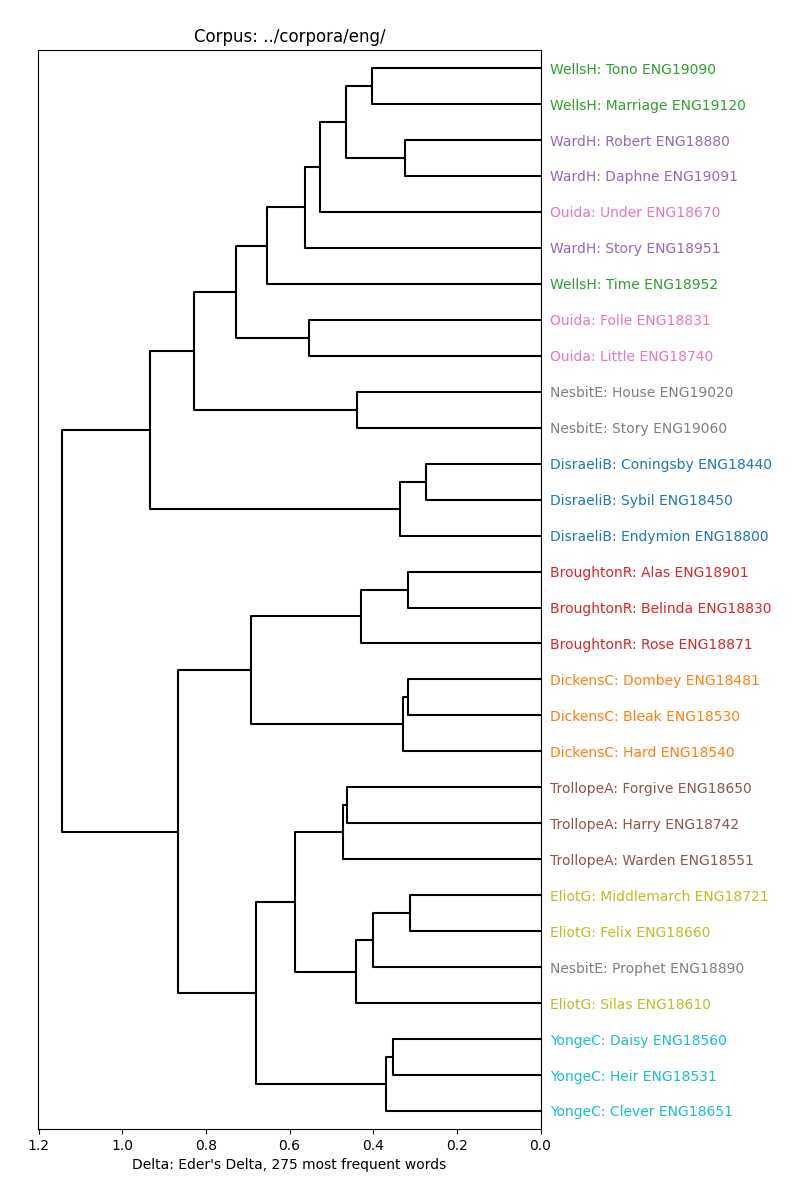 Corpus: ../corpora/eng/
WellsH: Tono ENG19090
WellsH: Marriage ENG19120
WardH: Robert ENG18880
WardH: Daphne ENG19091
Ouida: Under ENG18670
WardH: Story ENG18951
WellsH: Time ENG18952
Ouida: Folle ENG18831
Ouida: Little ENG18740
NesbitE: House ENG19020
NesbitE: Story ENG19060
DisraeliB: Coningsby ENG18440
DisraeliB: Sybil ENG18450
DisraeliB: Endymion ENG18800
BroughtonR: Alas ENG18901
BroughtonR: Belinda ENG18830
BroughtonR: Rose ENG18871
DickensC: Dombey ENG18481
DickensC: Bleak ENG18530
DickensC: Hard ENG18540
TrollopeA: Forgive ENG18650
TrollopeA: Harry ENG18742
TrollopeA: Warden ENG18551
EliotG: Middlemarch ENG18721
EliotG: Felix ENG18660
NesbitE: Prophet ENG18890
EliotG: Silas ENG18610
YongeC: Daisy ENG18560
YongeC: Heir ENG18531
YongeC: Clever ENG18651
1.2 1.0 0.8 0.6 0.4 0.2 0.0
Delta: Eder's Delta, 275 most frequent words